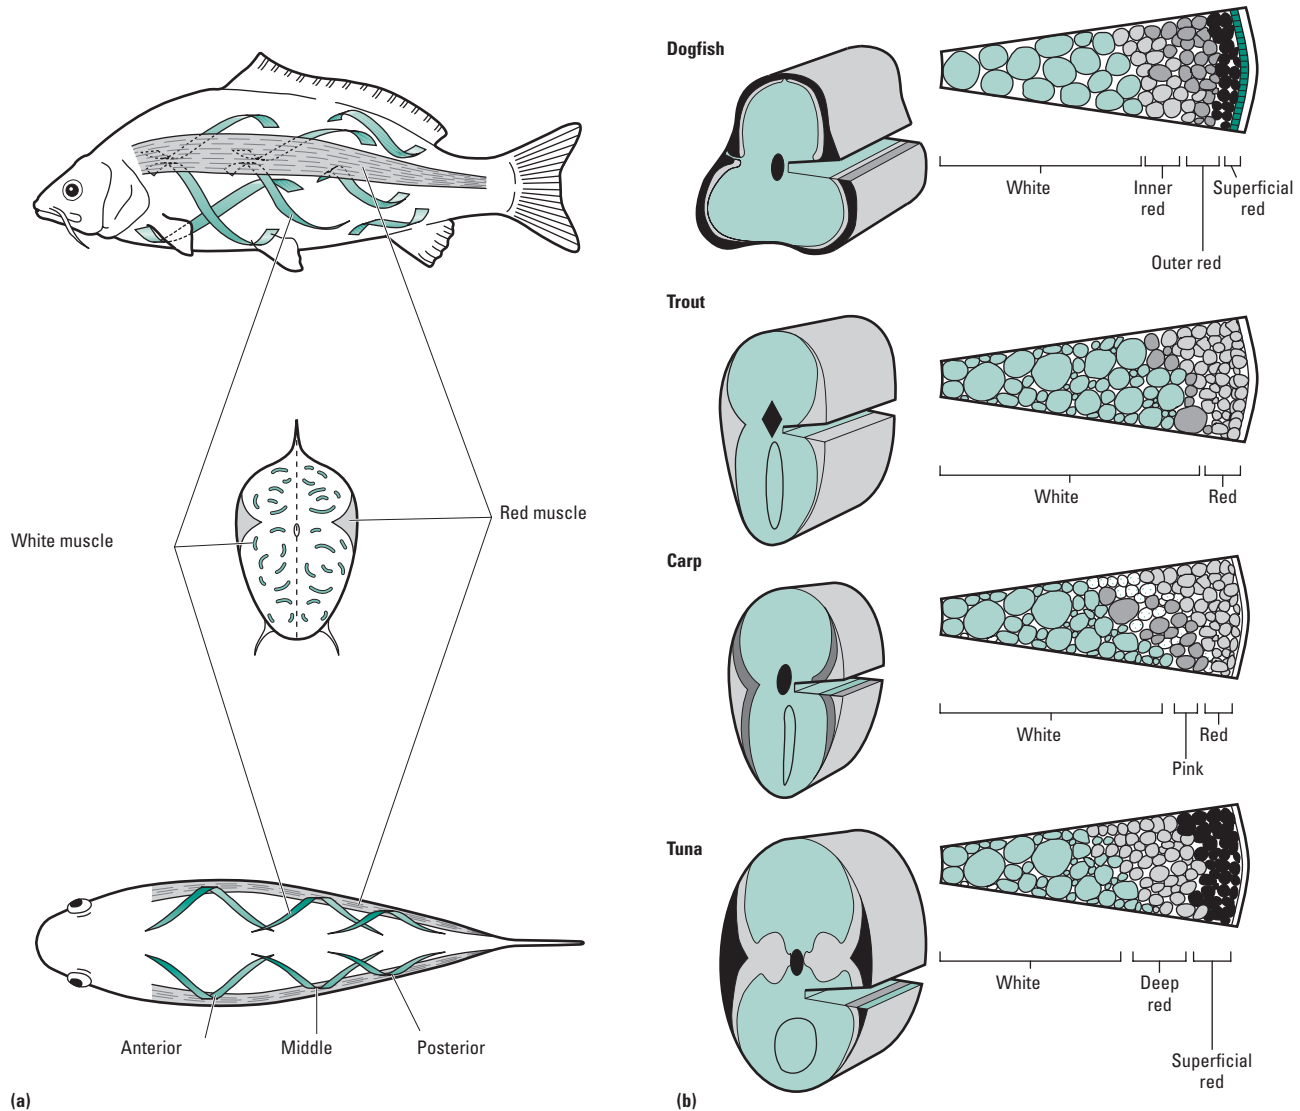 White muscle
Red muscle
Anterior
Middle
Posterior
(a)
Dogfish
White
Inner
red
Superficial
red
Outer red
Trout
White
Red
Carp
White
Red
Pink
Tuna
White
Deep
red
Superficial
red
(b)